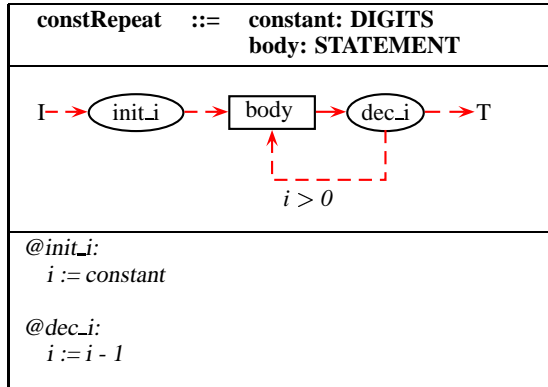 constRepeat ::= constant: DIGITS
body: STATEMENT
I init_i body dec_i T
i > 0
@init_i:
i := constant
@dec_i:
i := i - 1